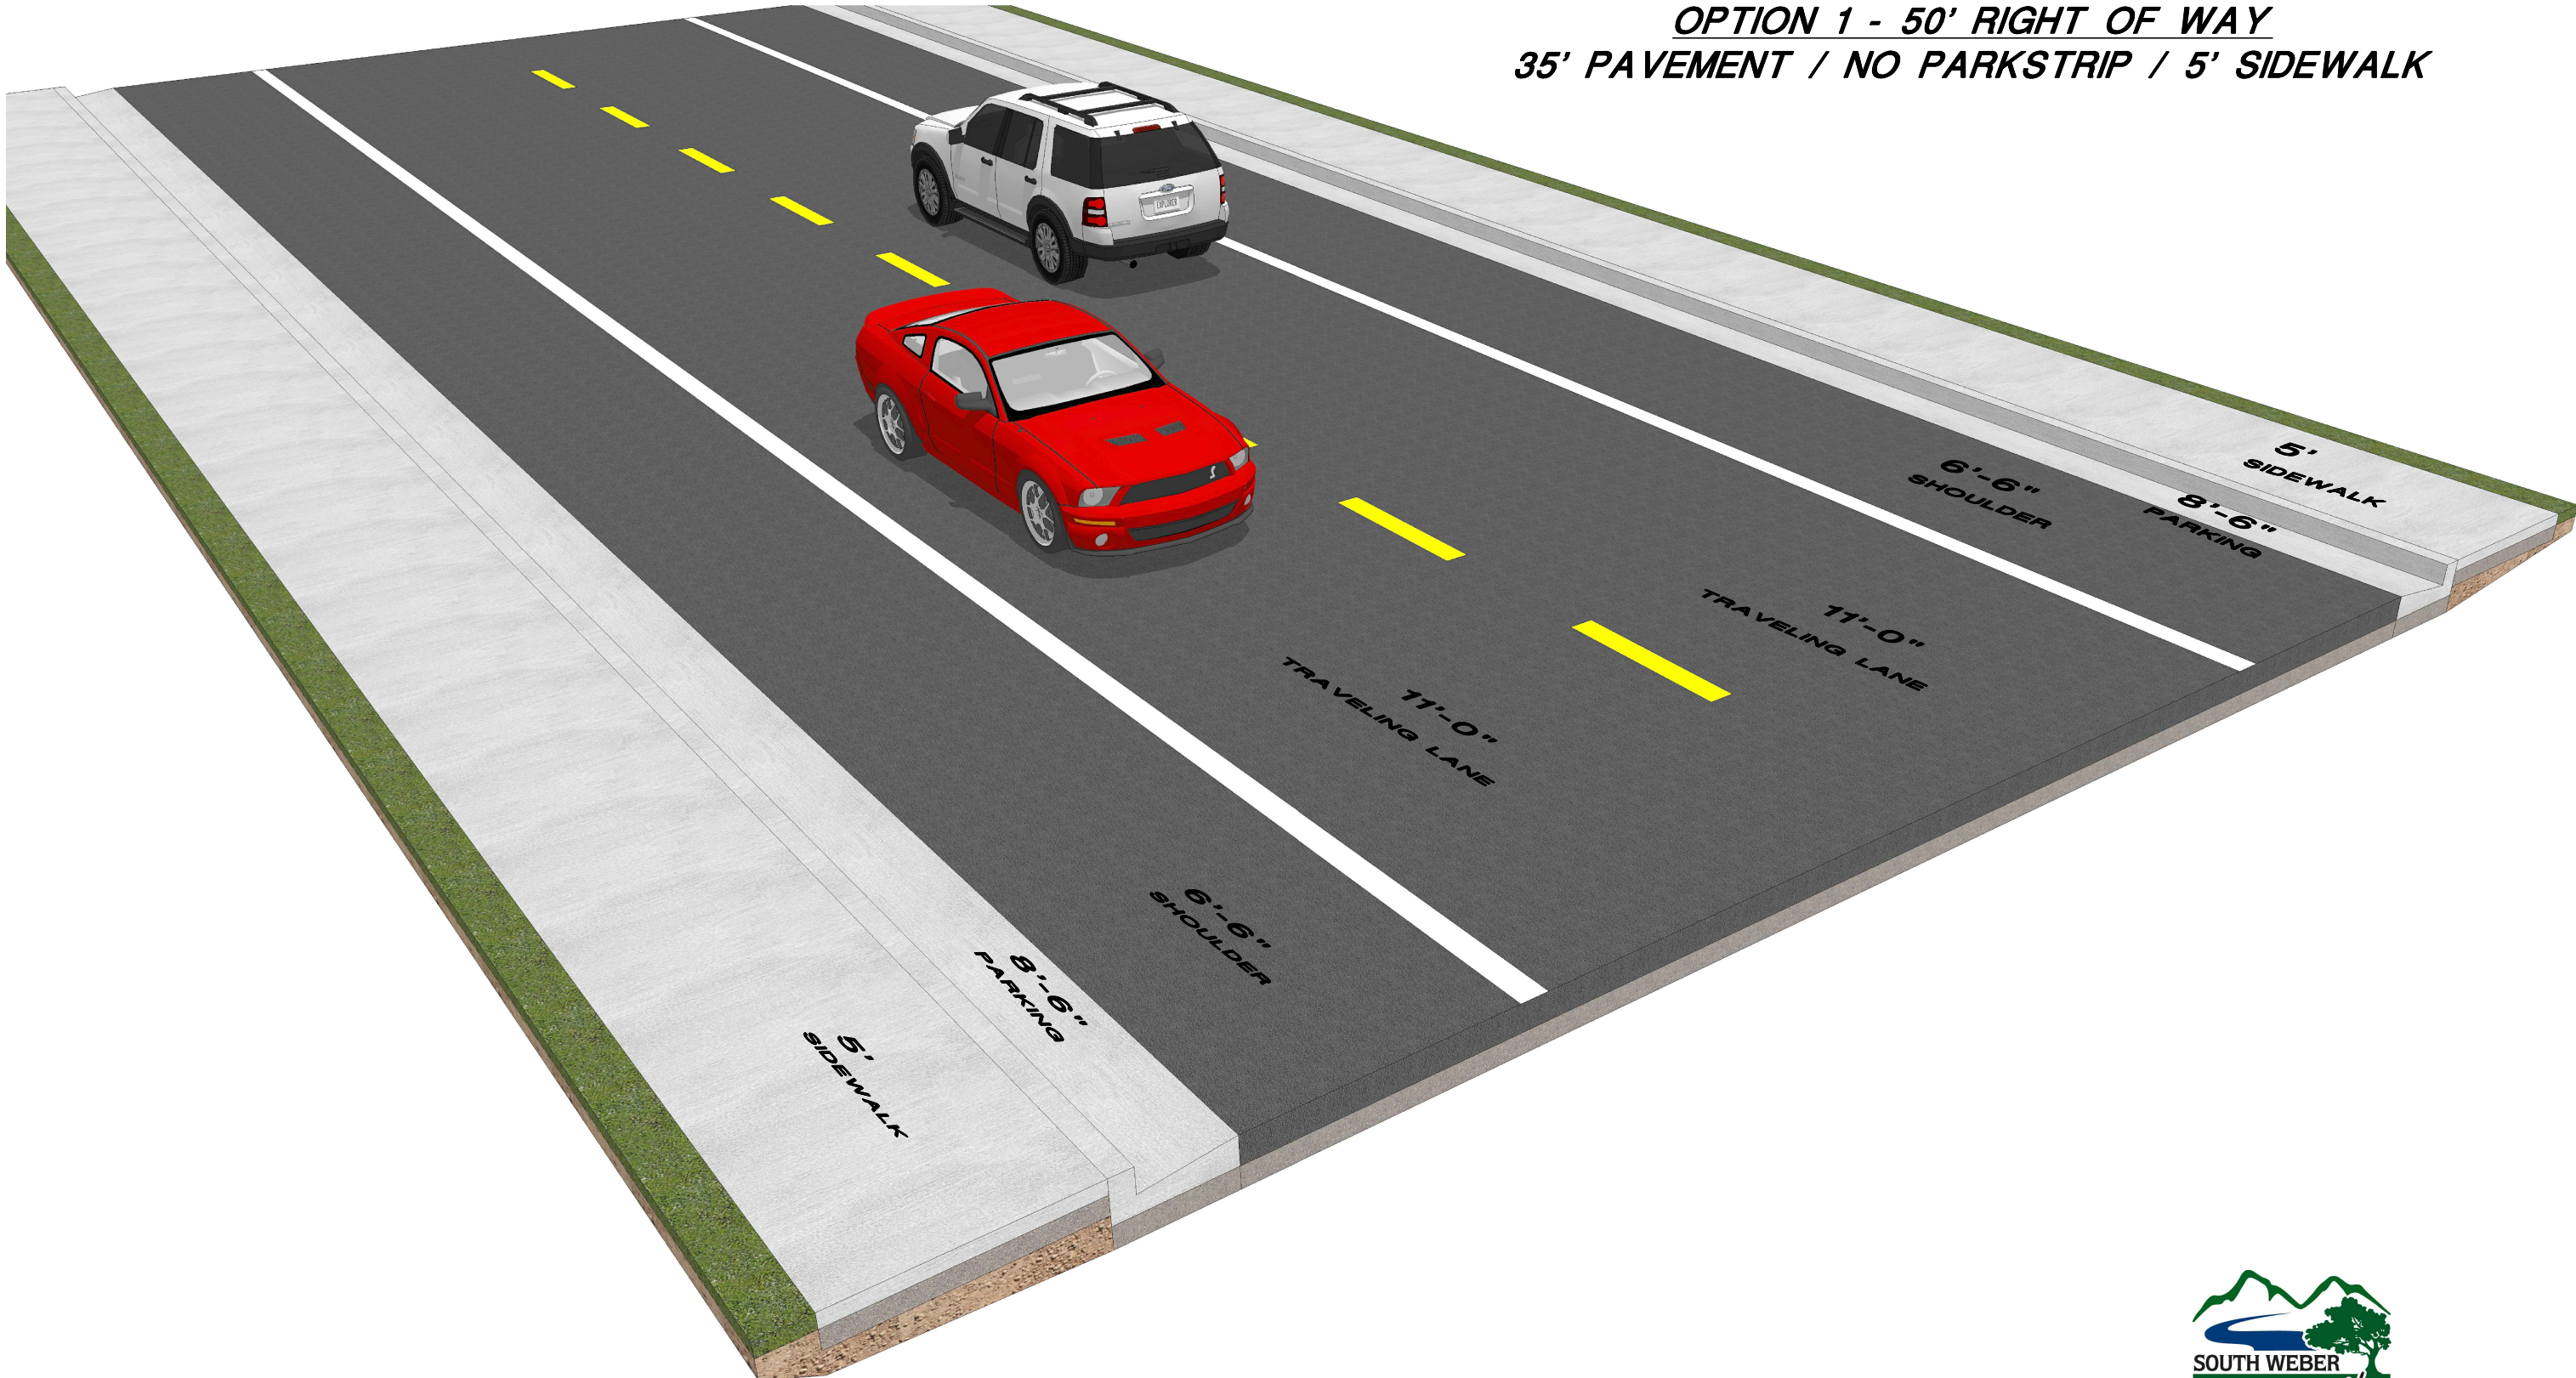 OPTION 1 - 50' RIGHT OF WAY
35' PAVEMENT / NO PARKSTRIP / 5' SIDEWALK
EXPLORER
5'
SIDEWALK
6'-6"
SHOULDER
8'-6"
PARKING
11'-0"
TRAVELING LANE
11'-0"
TRAVELING LANE
6'-6"
SHOULDER
8'-6"
PARKING
5'
SIDEWALK
SOUTH WEBER